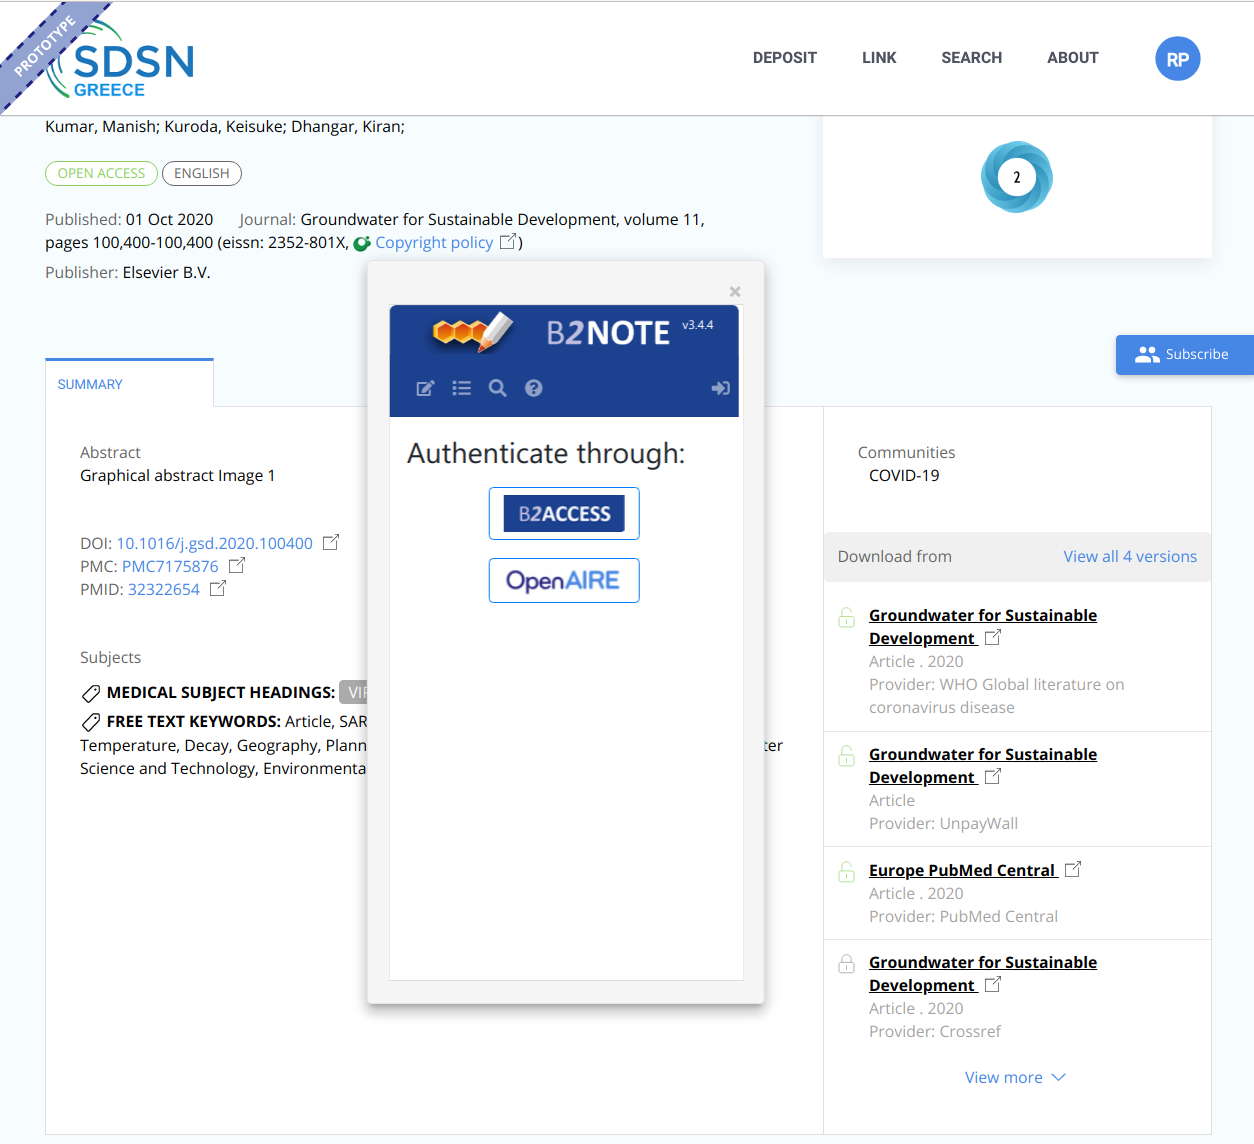 PROTOTYPE
SDSN
GREECE
DEPOSIT
LINK
SEARCH
ABOUT
RP
Kumar, Manish; Kuroda, Keisuke; Dhangar, Kiran;
OPEN ACCESS
ENGLISH
Published: 01 Oct 2020 Journal: Groundwater for Sustainable Development, volume 11,
pages 100,400-100,400 (eissn: 2352-801X, Copyright policy )
Publisher: Elsevier B.V.
2
Subscribe
×
B2NOTE v3.4.4
Authenticate through:
B2ACCESS
OpenAIRE
SUMMARY
Abstract
Graphical abstract Image 1
DOI: 10.1016/j.gsd.2020.100400
PMC: PMC7175876
PMID: 32322654
Subjects
MEDICAL SUBJECT HEADINGS:
FREE TEXT KEYWORDS: Article, SAR
Temperature, Decay, Geography, Plann
Science and Technology, Environmenta
Communities
COVID-19
Download from
View all 4 versions
Groundwater for Sustainable
Development
Article . 2020
Provider: WHO Global literature on
coronavirus disease
Groundwater for Sustainable
Development
Article
Provider: UnpayWall
Europe PubMed Central
Article . 2020
Provider: PubMed Central
Groundwater for Sustainable
Development
Article . 2020
Provider: Crossref
View more